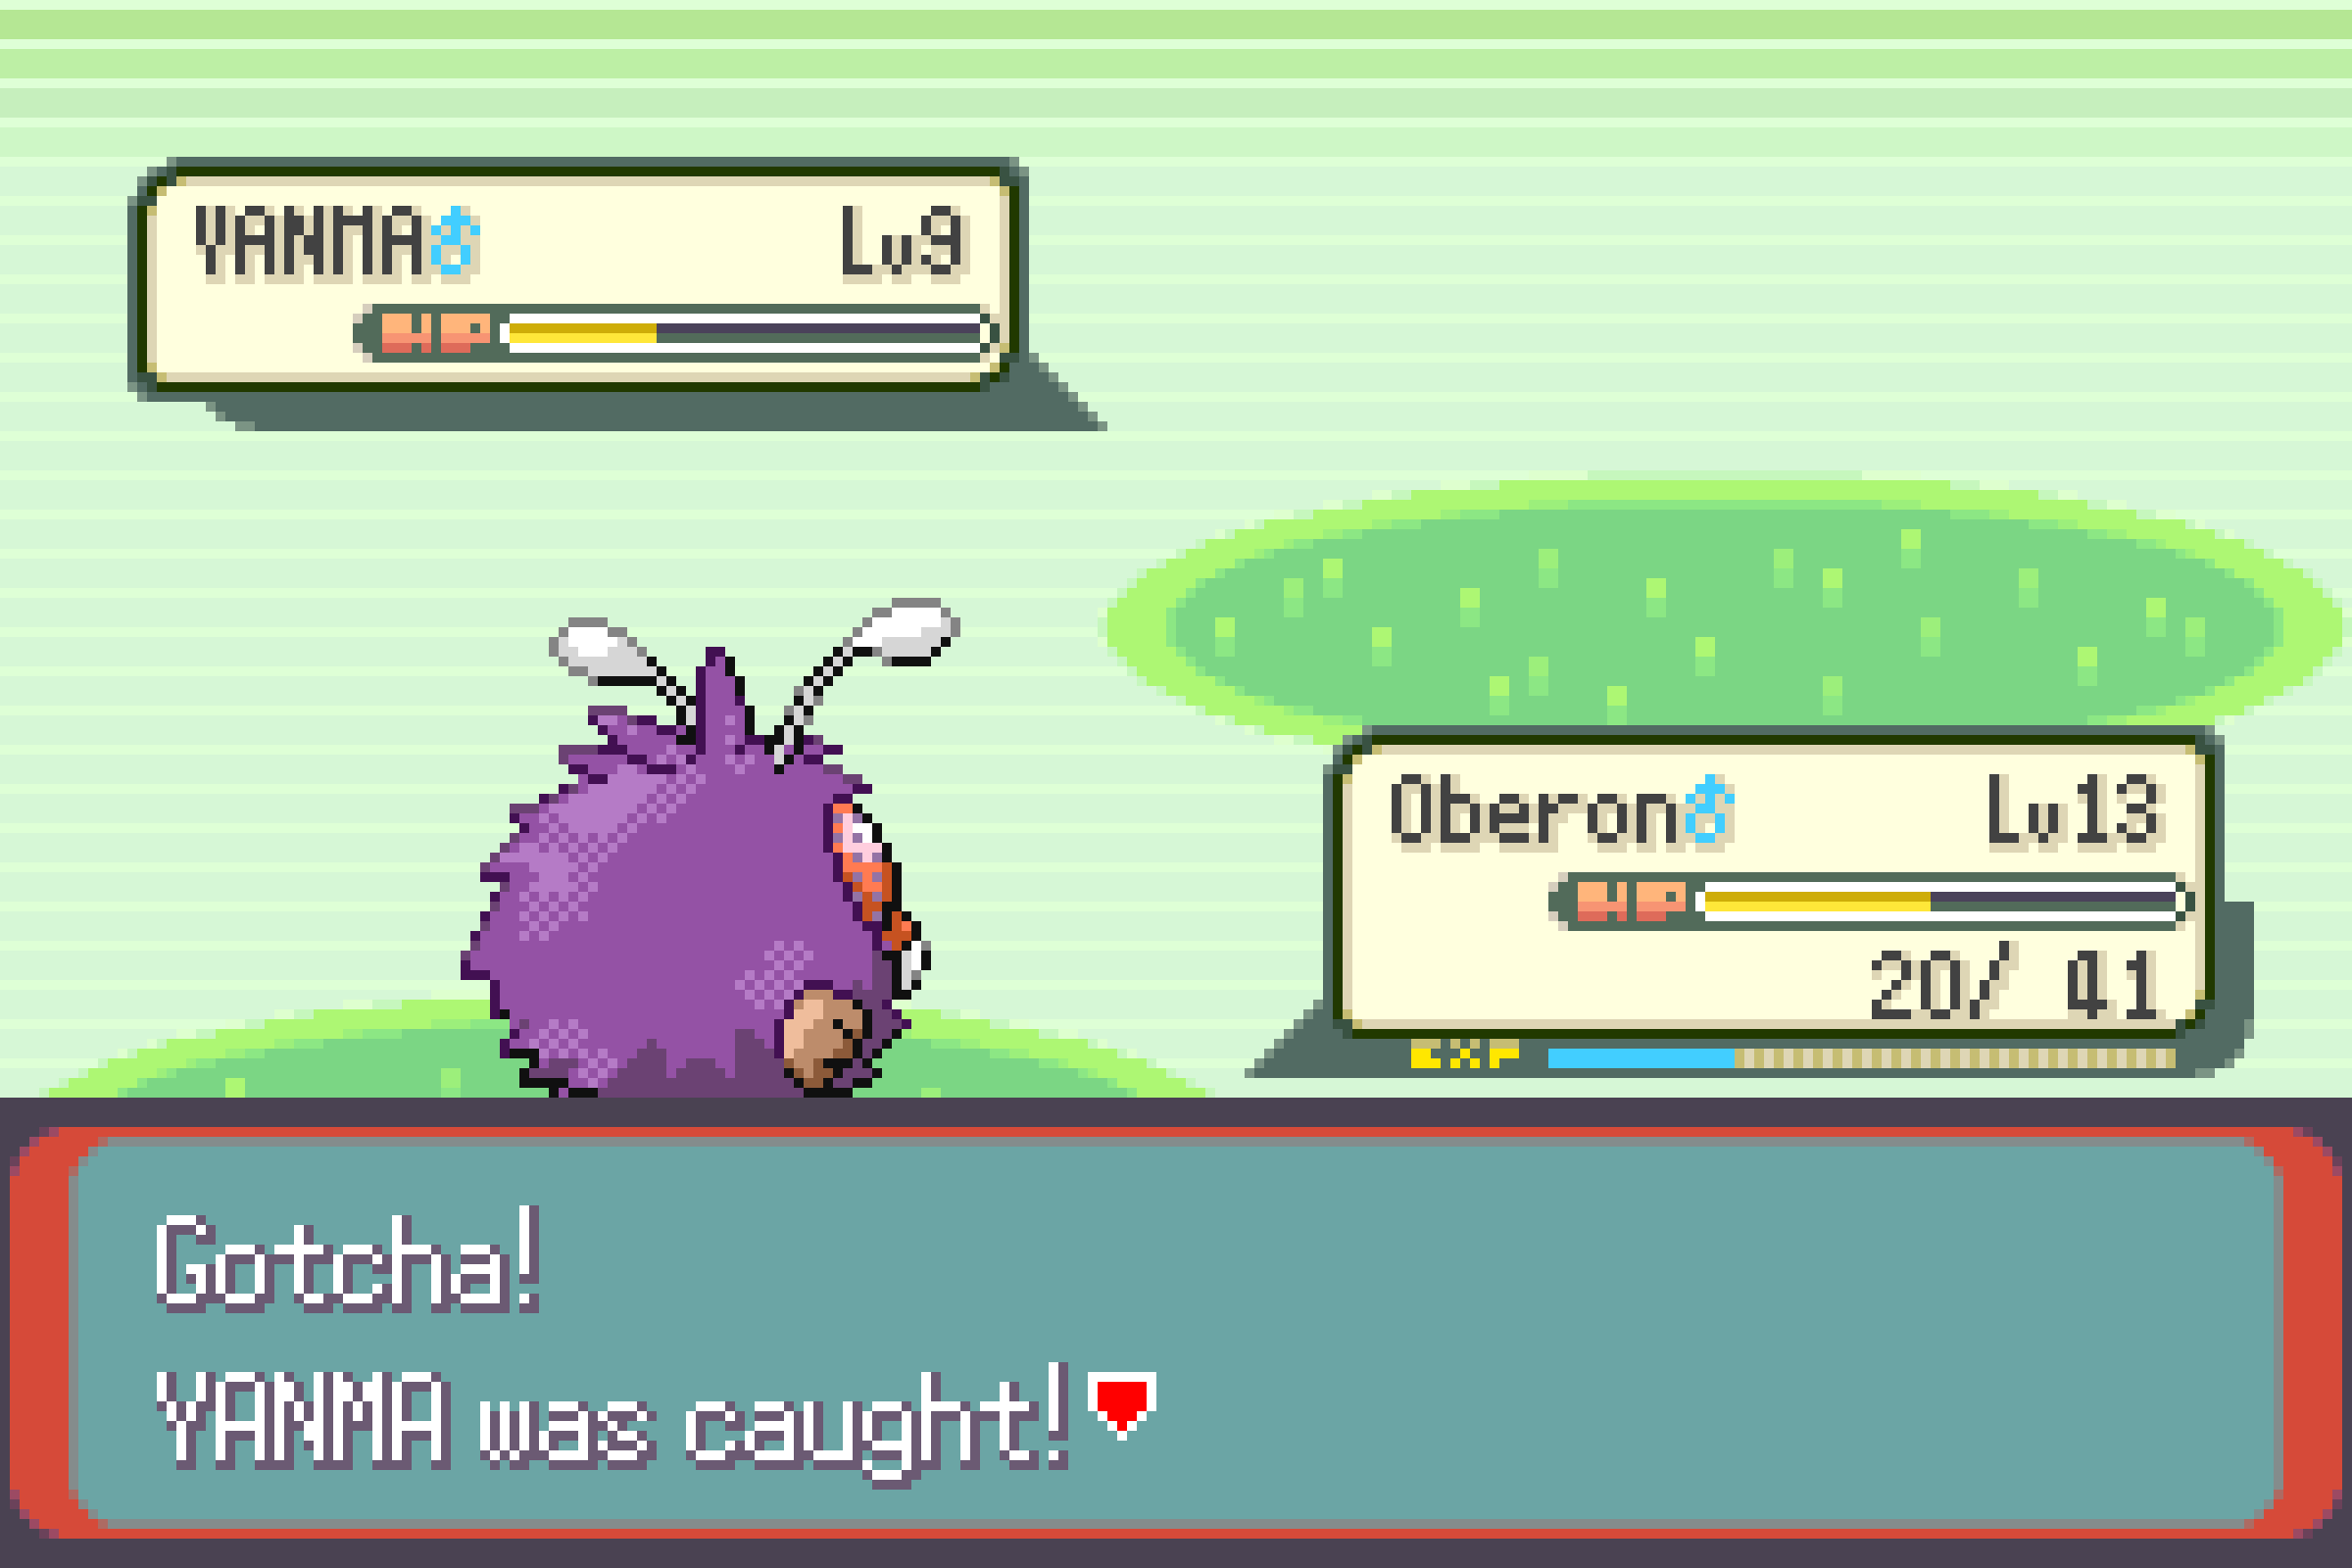 YANMA♂ Lv9
HP
Oberon♂ Lv13
HP
20/ 41
EXP
Gotcha!
YANMA was caught!